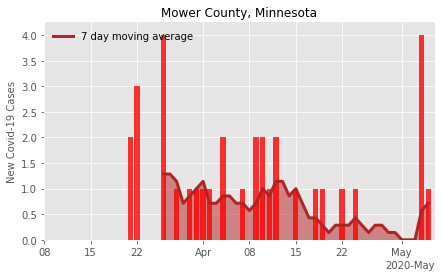 Mower County, Minnesota
7 day moving average
New Covid-19 Cases
4.0
3.5
3.0
2.5
2.0
1.5
1.0
0.5
0.0
08 15 22 Apr 08 15 22 May
2020-May